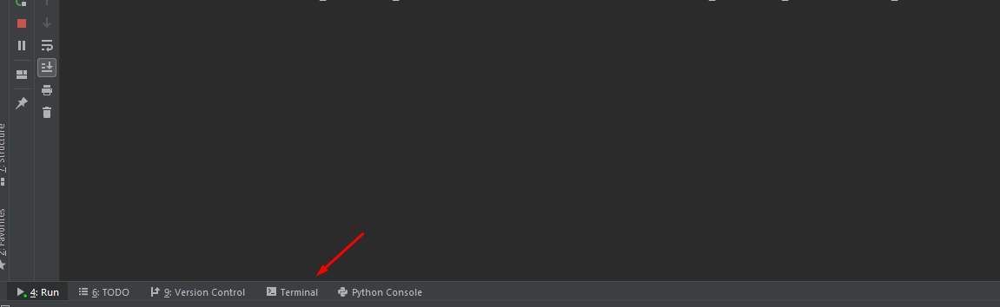 7: Structure
2: Favorites
4: Run
6: TODO
9: Version Control
Terminal
Python Console